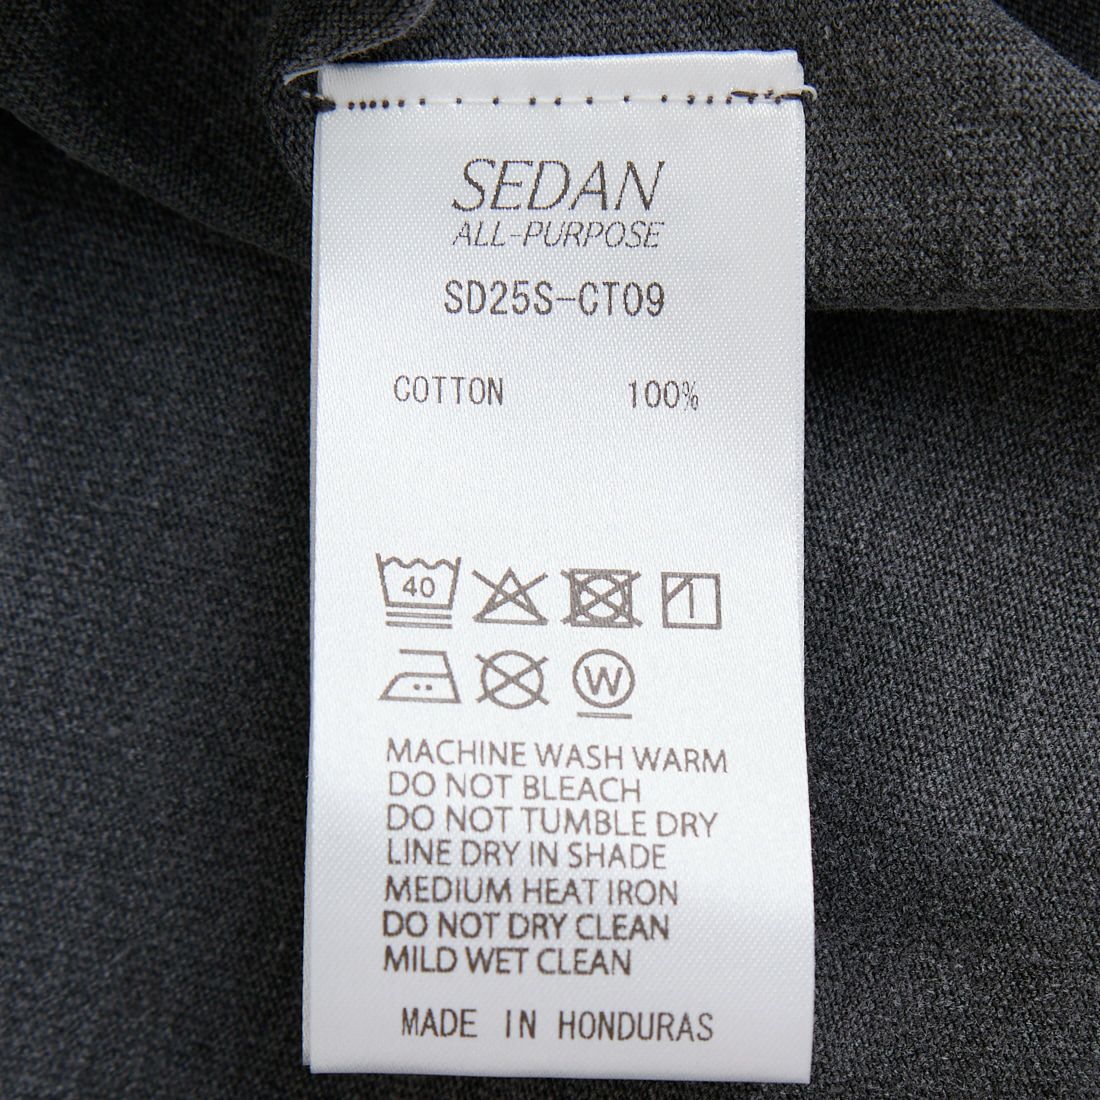 SEDAN
ALL-PURPOSE
SD25S-CT09
COTTON 100%
40
W
MACHINE WASH WARM
DO NOT BLEACH
DO NOT TUMBLE DRY
LINE DRY IN SHADE
MEDIUM HEAT IRON
DO NOT DRY CLEAN
MILD WET CLEAN
MADE IN HONDURAS